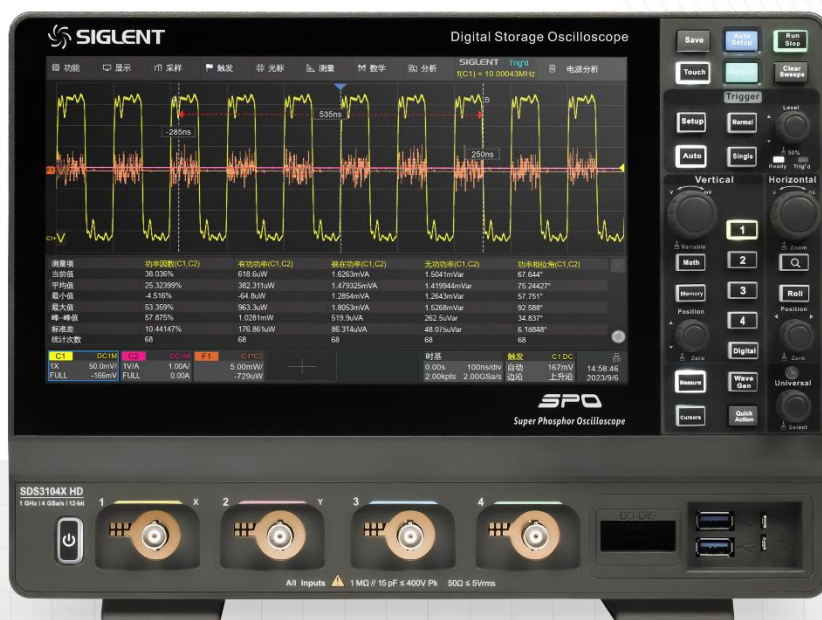 SIGLENT
Digital Storage Oscilloscope
功能 显示 采样 触发 光标 测量 数学 分析 SIGLENT Trig'd 电源分析
f(C1) = 10.00043MHz
535ns
-285ns
250ns
测量项 功率因数(C1,C2) 有功功率(C1,C2) 视在功率(C1,C2) 无功功率(C1,C2) 功率相位角(C1,C2)
当前值 38.036% 618.6uW 1.6263mVA 1.5041mVar 67.644°
平均值 25.32399% 382.311uW 1.479325mVA 1.419944mVar 75.24427°
最小值 -4.516% -64.8uW 1.2854mVA 1.2643mVar 57.751°
最大值 53.359% 963.3uW 1.8053mVA 1.5268mVar 92.588°
峰-峰值 57.875% 1.0281mW 519.9uVA 262.5uVar 34.837°
标准差 10.44147% 176.861uW 86.314uVA 6.18848°
统计次数 68 68 68 68 68
C1 DC1M C2 DC1M F1 C1*C2 时基 触发 C1 DC
1X 50.0mV/ 1V/A 1.00A/ 5.00mW/ 0.00s 100ns/div 自动 167mV 14:58:46
FULL -166mV FULL 0.00A -729uW 2.00kpts 2.00GSa/s 边沿 上升沿 2023/9/6
SPO
Super Phosphor Oscilloscope
Save Auto Setup Run Stop
Touch Default Clear Sweeps
Trigger
Setup Normal Level
50%
Auto Single Ready Trig'd
Vertical Horizontal
V mV s ns
1
Variable Zoom
Math 2
Memory 3 Roll
Position Position
4
Zero Digital Zero
Measure Wave Gen Universal
Cursors Quick Action Select
SDS3104X HD
1 GHz | 4 GSa/s | 12-bit
1 X 2 Y 3 4
All Inputs 1 MΩ // 15 pF ≤ 400V Pk 50Ω ≤ 5Vrms